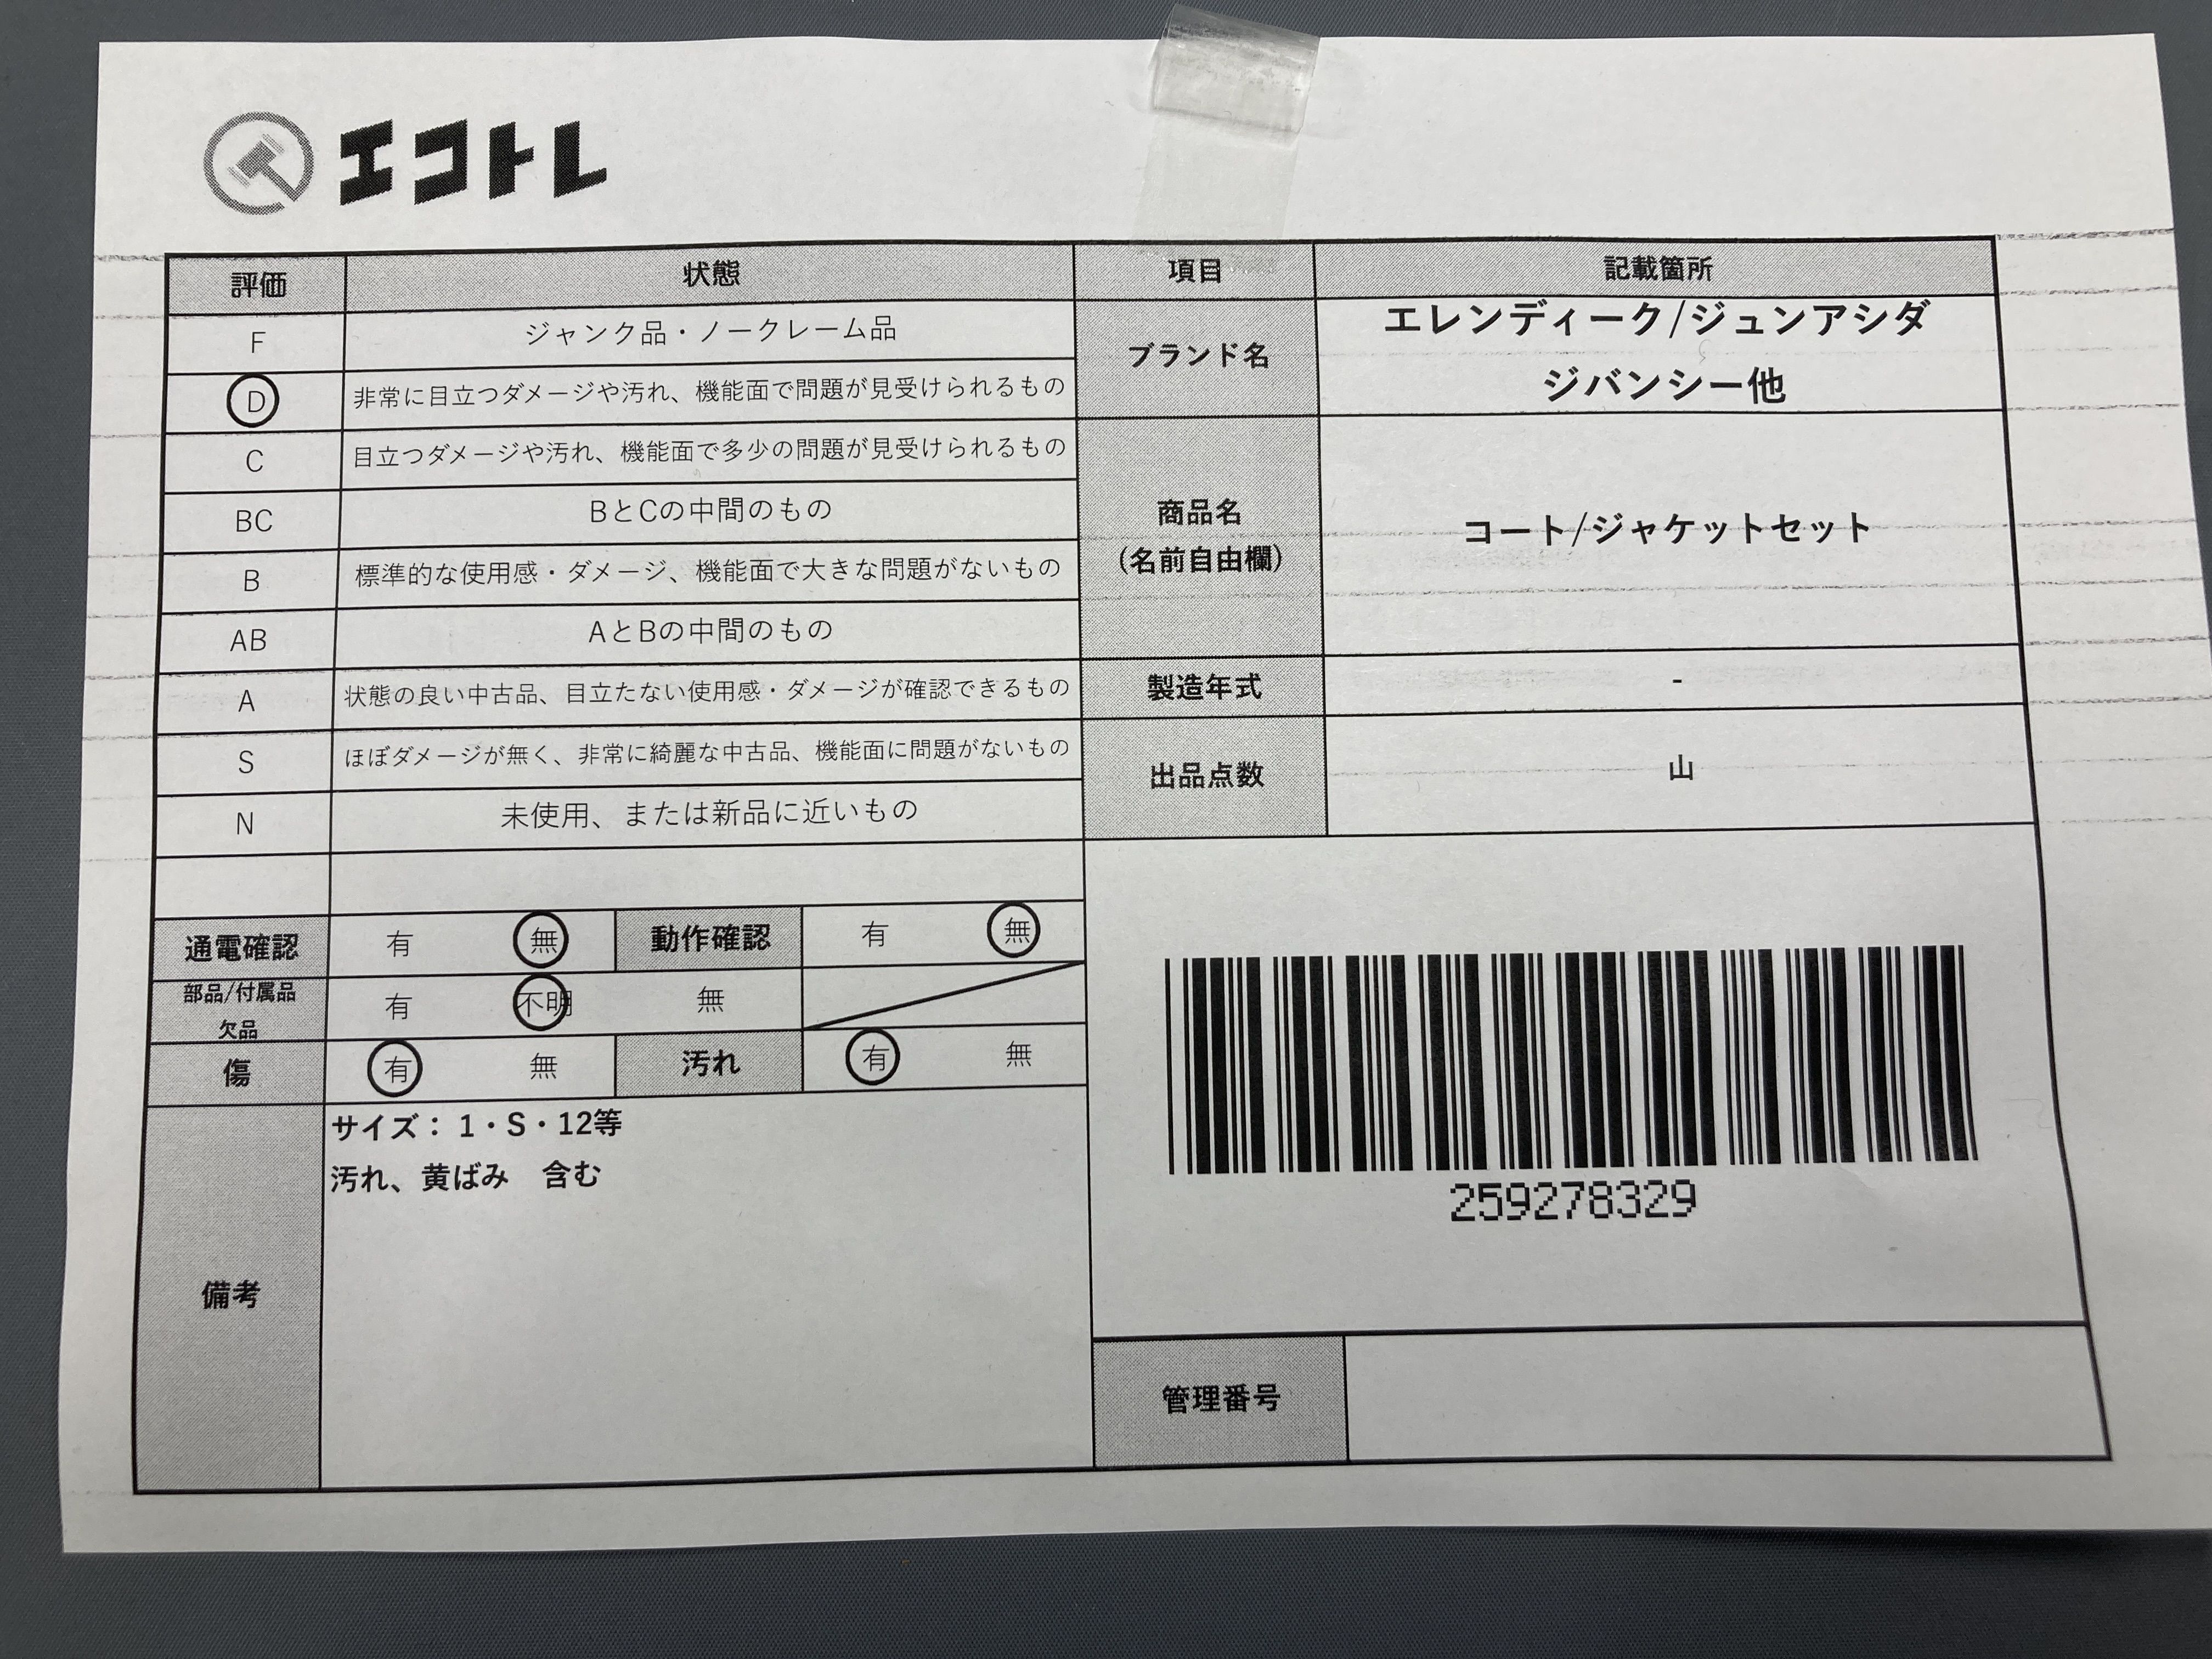 エコトレ
評価 状態 項目 記載箇所
F ジャンク品・ノークレーム品
D 非常に目立つダメージや汚れ、機能面で問題が見受けられるもの
C 目立つダメージや汚れ、機能面で多少の問題が見受けられるもの
BC BとCの中間のもの
B 標準的な使用感・ダメージ、機能面で大きな問題がないもの
AB AとBの中間のもの
A 状態の良い中古品、目立たない使用感・ダメージが確認できるもの
S ほぼダメージが無く、非常に綺麗な中古品、機能面に問題がないもの
N 未使用、または新品に近いもの
ブランド名
エレンディーク/ジュンアシダ
ジバンシー他
商品名
（名前自由欄）
コート/ジャケットセット
製造年式 -
出品点数 山
通電確認 有 無 動作確認 有 無
部品/付属品
欠品
有 不明 無
傷 有 無 汚れ 有 無
備考
サイズ： 1・S・12等
汚れ、黄ばみ　含む
259278329
管理番号